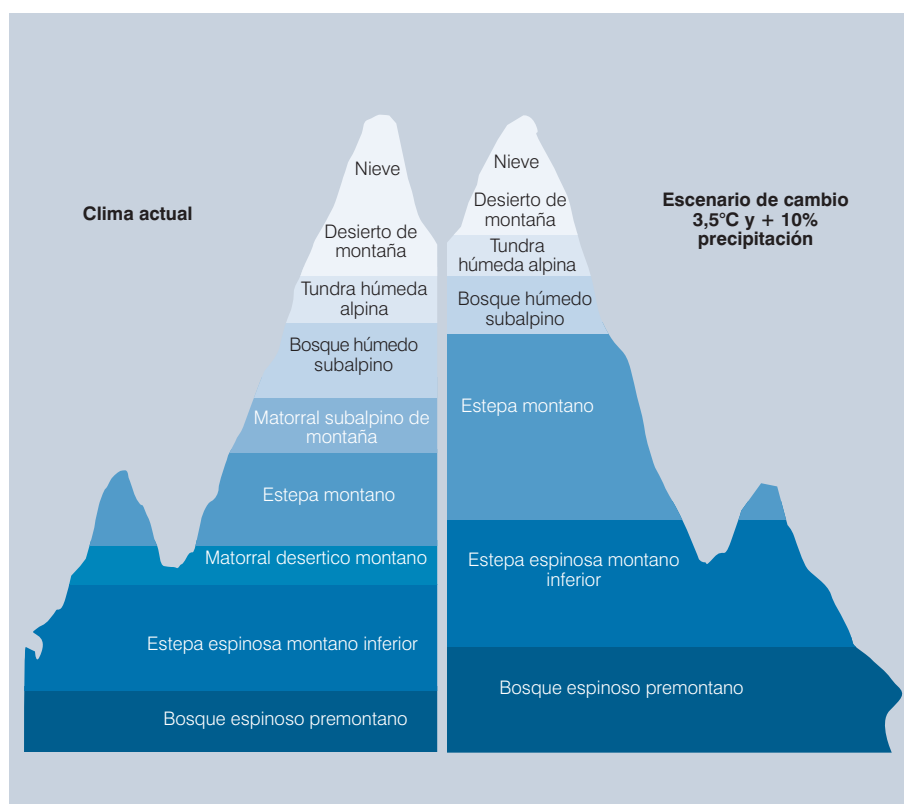 Clima actual
Nieve
Desierto de
montaña
Tundra húmeda
alpina
Bosque húmedo
subalpino
Matorral subalpino de
montaña
Estepa montano
Matorral desertico montano
Estepa espinosa montano inferior
Bosque espinoso premontano
Escenario de cambio
3,5°C y + 10%
precipitación
Nieve
Desierto de
montaña
Tundra
húmeda alpina
Bosque húmedo
subalpino
Estepa montano
Estepa espinosa montano
inferior
Bosque espinoso premontano